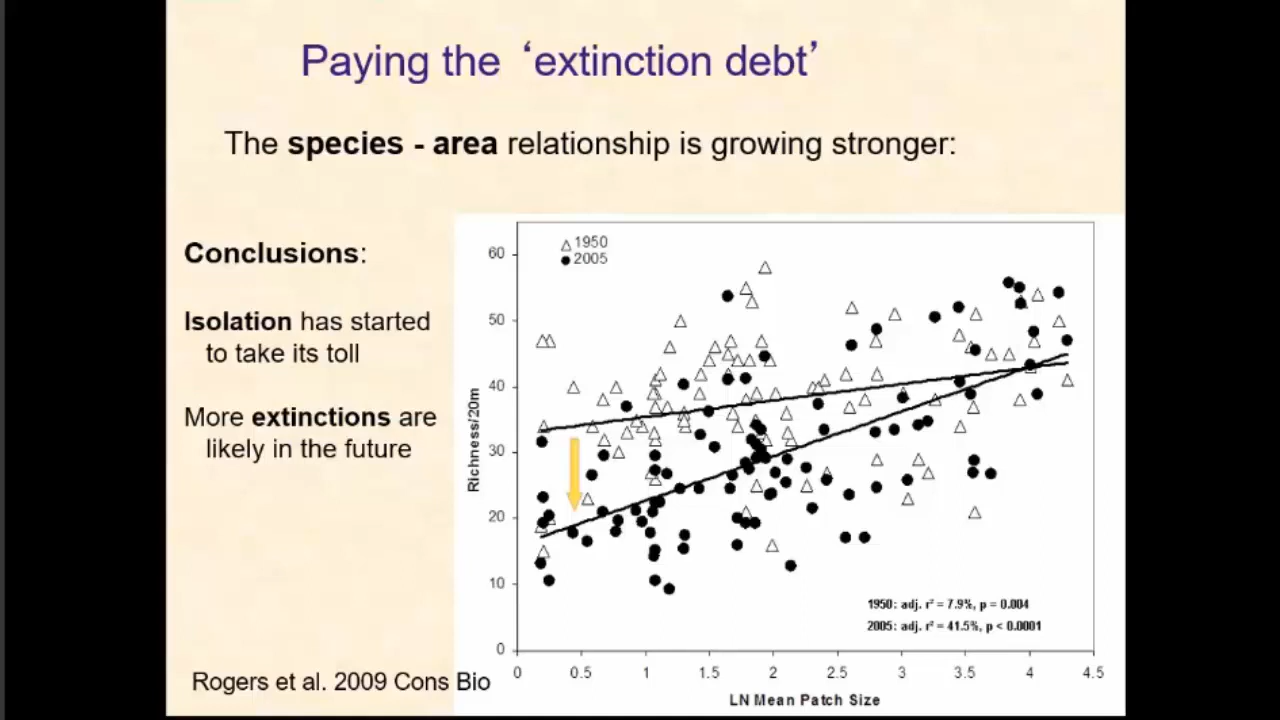 Paying the ‘extinction debt’
The species - area relationship is growing stronger:
Conclusions:
Isolation has started
to take its toll
More extinctions are
likely in the future
Rogers et al. 2009 Cons Bio
1950
2005
60
50
40
30
20
10
0
Richness/20m
0 0.5 1 1.5 2 2.5 3 3.5 4 4.5
LN Mean Patch Size
1950: adj. r² = 7.9%, p = 0.004
2005: adj. r² = 41.5%, p < 0.0001